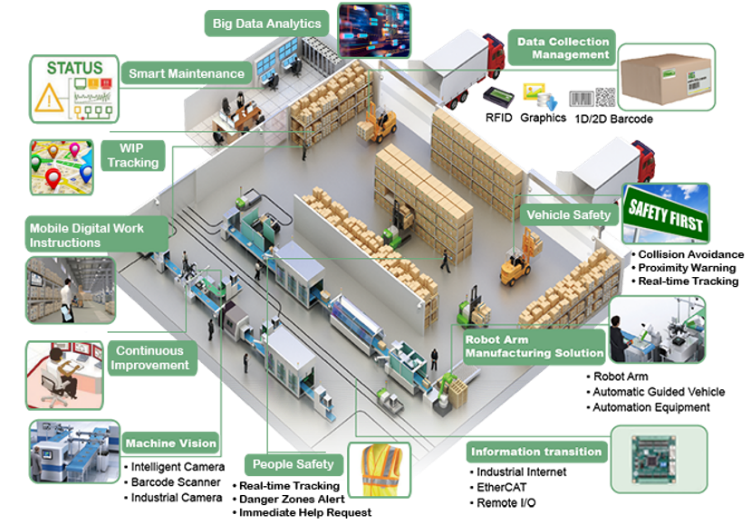 Big Data Analytics
Data Collection
Management
STATUS
Smart Maintenance
RFID
Graphics
1D/2D Barcode
WIP
Tracking
Vehicle Safety
SAFETY FIRST
• Collision Avoidance
• Proximity Warning
• Real-time Tracking
Mobile Digital Work
Instructions
Continuous
Improvement
Robot Arm
Manufacturing Solution
• Robot Arm
• Automatic Guided Vehicle
• Automation Equipment
Machine Vision
• Intelligent Camera
• Barcode Scanner
• Industrial Camera
People Safety
• Real-time Tracking
• Danger Zones Alert
• Immediate Help Request
Information transition
• Industrial Internet
• EtherCAT
• Remote I/O